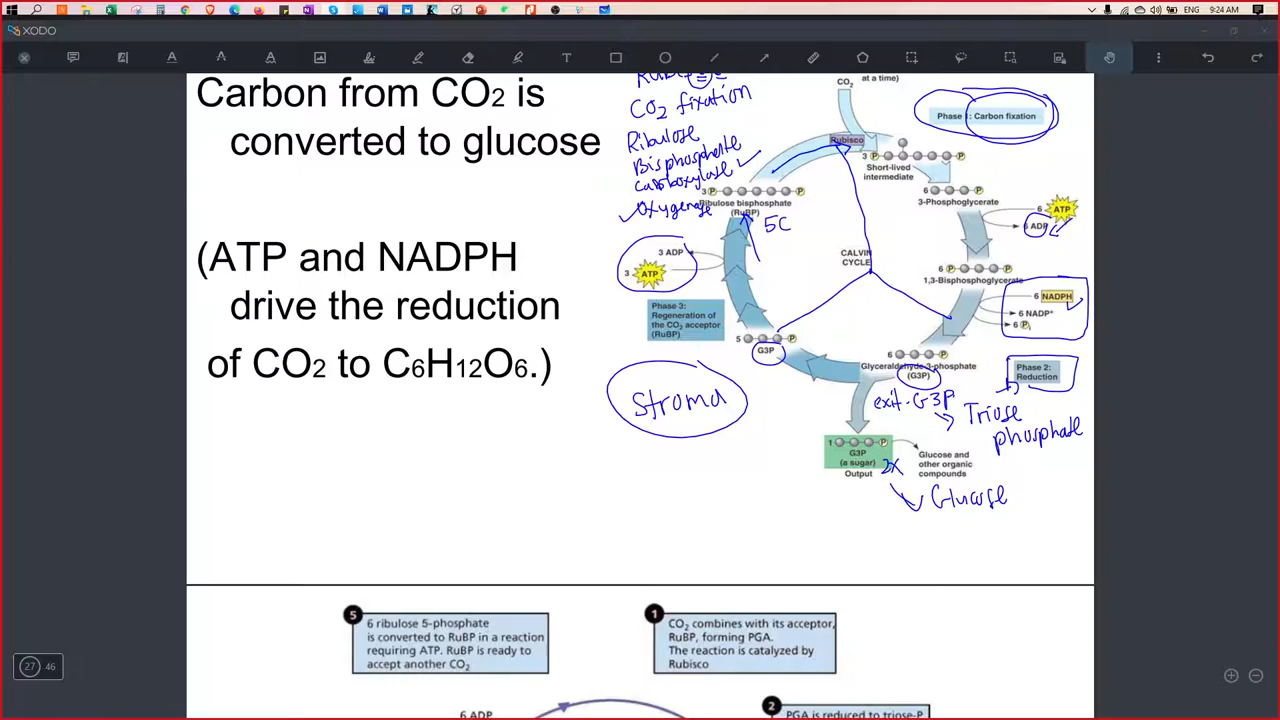 ENG
9:24 AM
XODO
Carbon from CO2 is
converted to glucose
(ATP and NADPH
drive the reduction
of CO2 to C6H12O6.)
CO2 fixation
Ribulose
Bisphosphate
carboxylase
Oxygenase
CO2
at a time)
Phase 1: Carbon fixation
Rubisco
3 P P
Short-lived
intermediate
3 P P
Ribulose bisphosphate
(RuBP)
5C
6 P
3-Phosphoglycerate
6 ATP
6 ADP
3 ADP
3 ATP
CALVIN
CYCLE
6 P P
1,3-Bisphosphoglycerate
6 NADPH
6 NADP+
6 Pi
Phase 3:
Regeneration of
the CO2 acceptor
(RuBP)
5 P
G3P
6 P
Glyceraldehyde 3-phosphate
(G3P)
Phase 2:
Reduction
Stroma
exit-G3P
Triose
phosphate
1 P
G3P
(a sugar)
Output
2x
Glucose and
other organic
compounds
Glucose
5
6 ribulose 5-phosphate
is converted to RuBP in a reaction
requiring ATP. RuBP is ready to
accept another CO2
1
CO2 combines with its acceptor,
RuBP, forming PGA.
The reaction is catalyzed by
Rubisco
27 46
6 ADP
2
PGA is reduced to triose-P